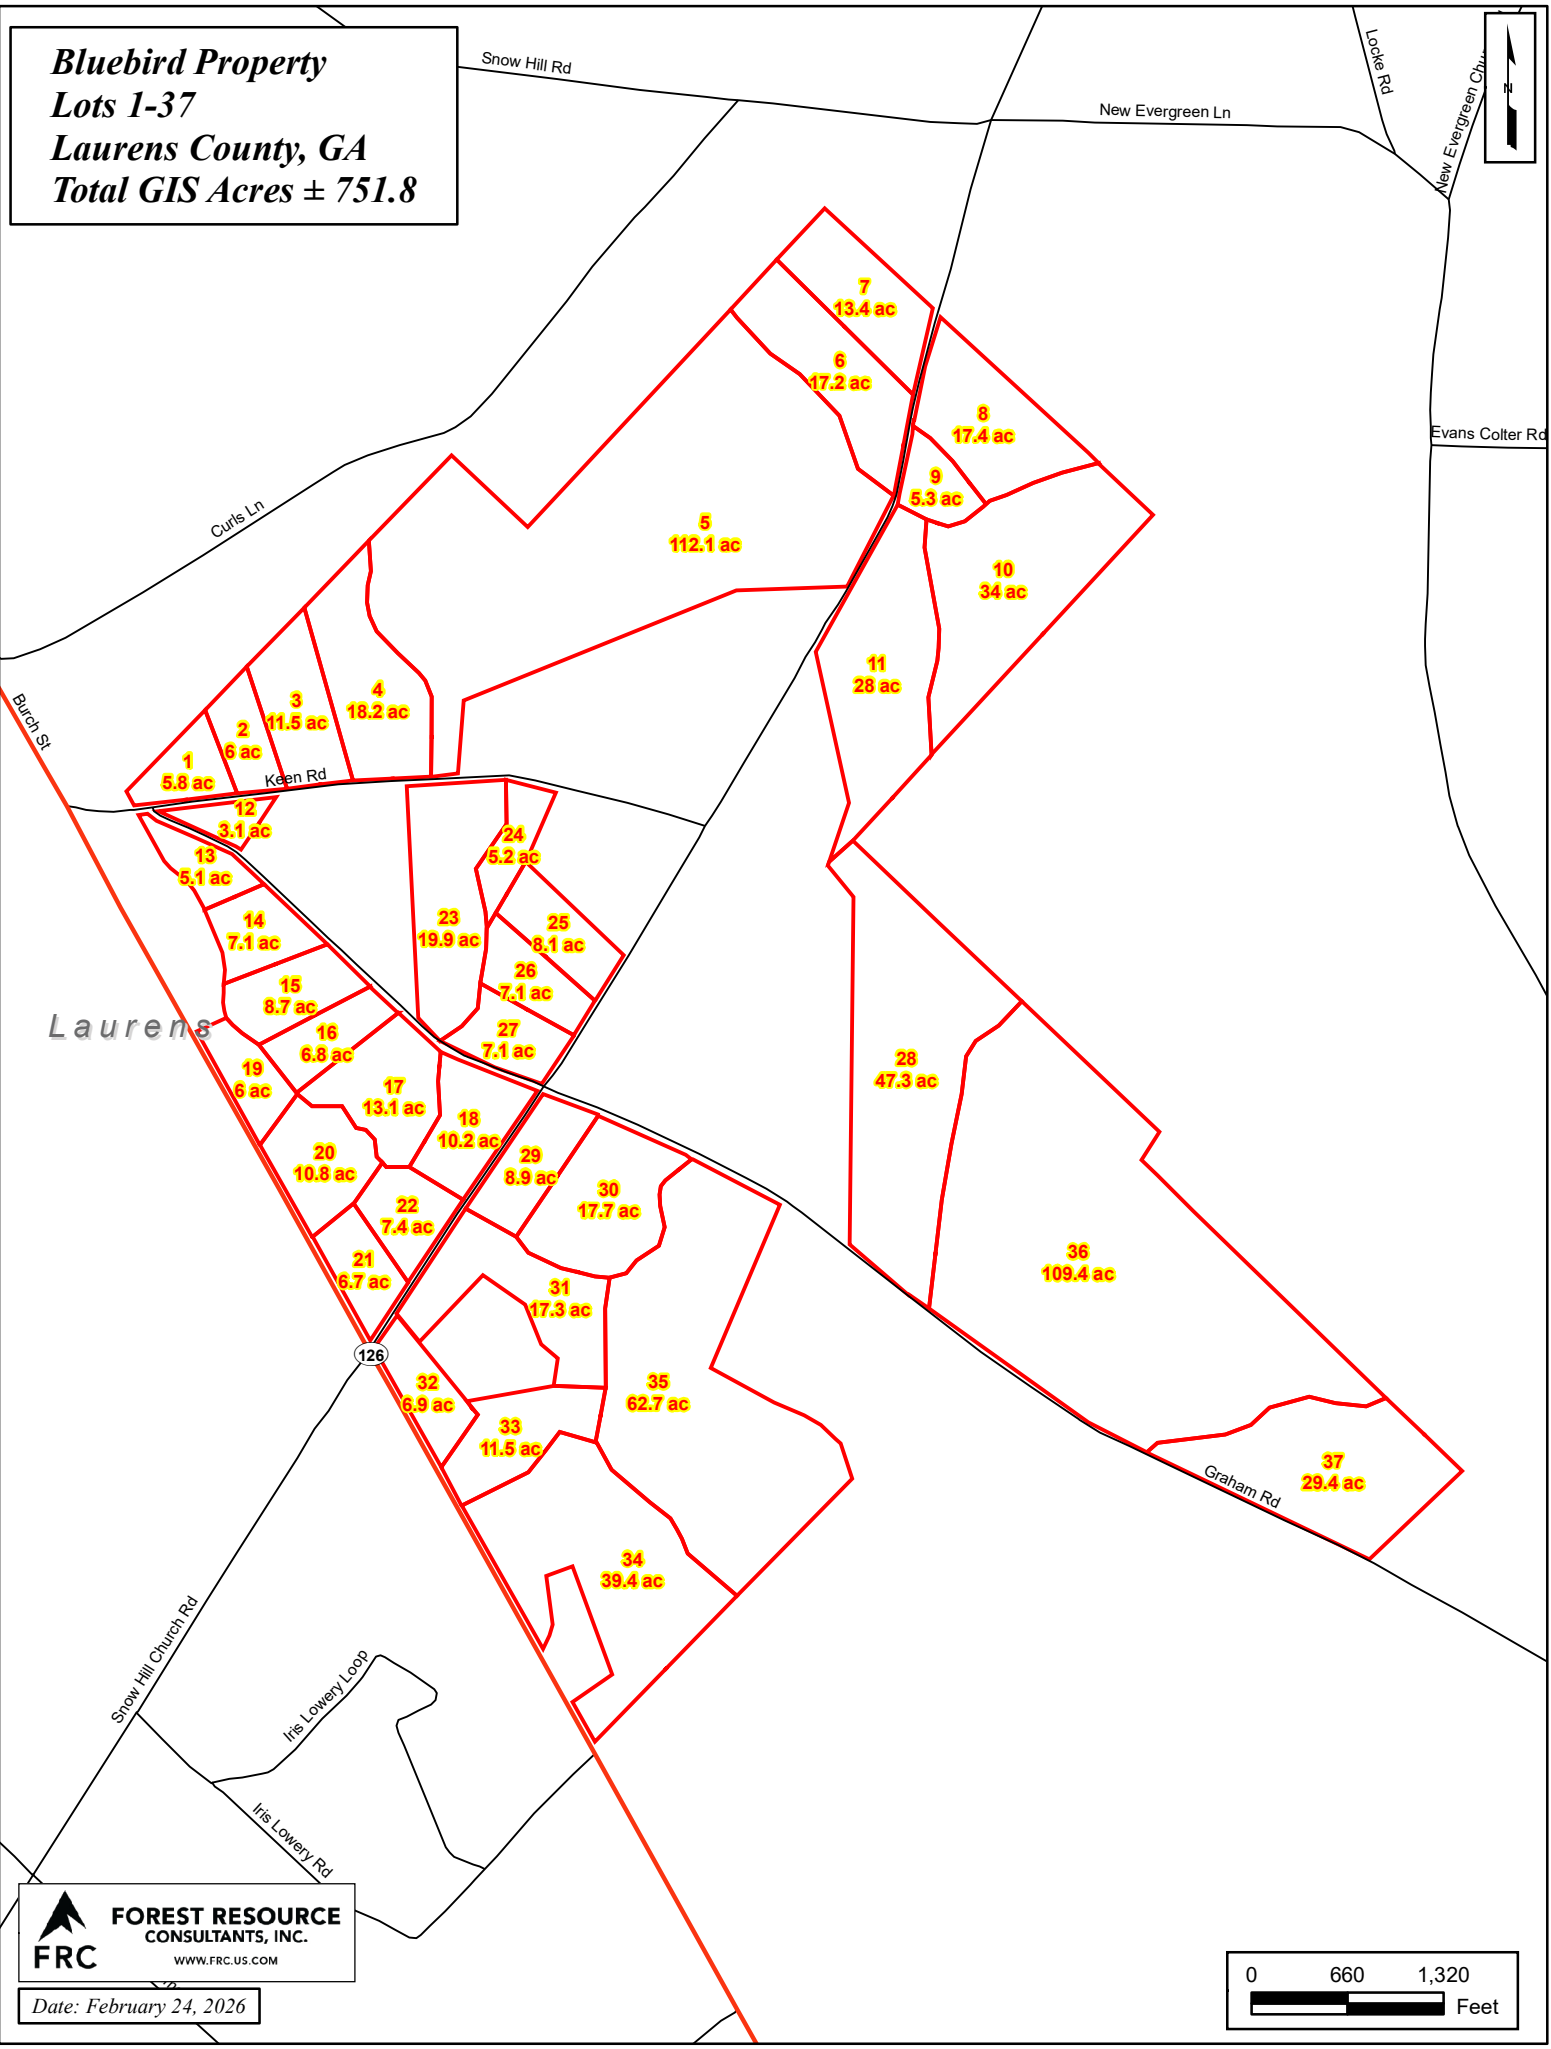 Bluebird Property
Lots 1-37
Laurens County, GA
Total GIS Acres ± 751.8
Snow Hill Rd
New Evergreen Ln
Locke Rd
New Evergreen Chu
N
Evans Colter Rd
Curls Ln
Burch St
Keen Rd
7
13.4 ac
6
17.2 ac
8
17.4 ac
9
5.3 ac
5
112.1 ac
10
34 ac
11
28 ac
4
18.2 ac
3
11.5 ac
2
6 ac
1
5.8 ac
12
3.1 ac
13
5.1 ac
14
7.1 ac
15
8.7 ac
16
6.8 ac
17
13.1 ac
18
10.2 ac
19
6 ac
20
10.8 ac
21
6.7 ac
22
7.4 ac
23
19.9 ac
24
5.2 ac
25
8.1 ac
26
7.1 ac
27
7.1 ac
Laurens
28
47.3 ac
29
8.9 ac
30
17.7 ac
31
17.3 ac
32
6.9 ac
33
11.5 ac
34
39.4 ac
35
62.7 ac
36
109.4 ac
37
29.4 ac
126
Graham Rd
Snow Hill Church Rd
Iris Lowery Loop
Iris Lowery Rd
FRC
FOREST RESOURCE
CONSULTANTS, INC.
WWW.FRC.US.COM
Date: February 24, 2026
0 660 1,320
Feet